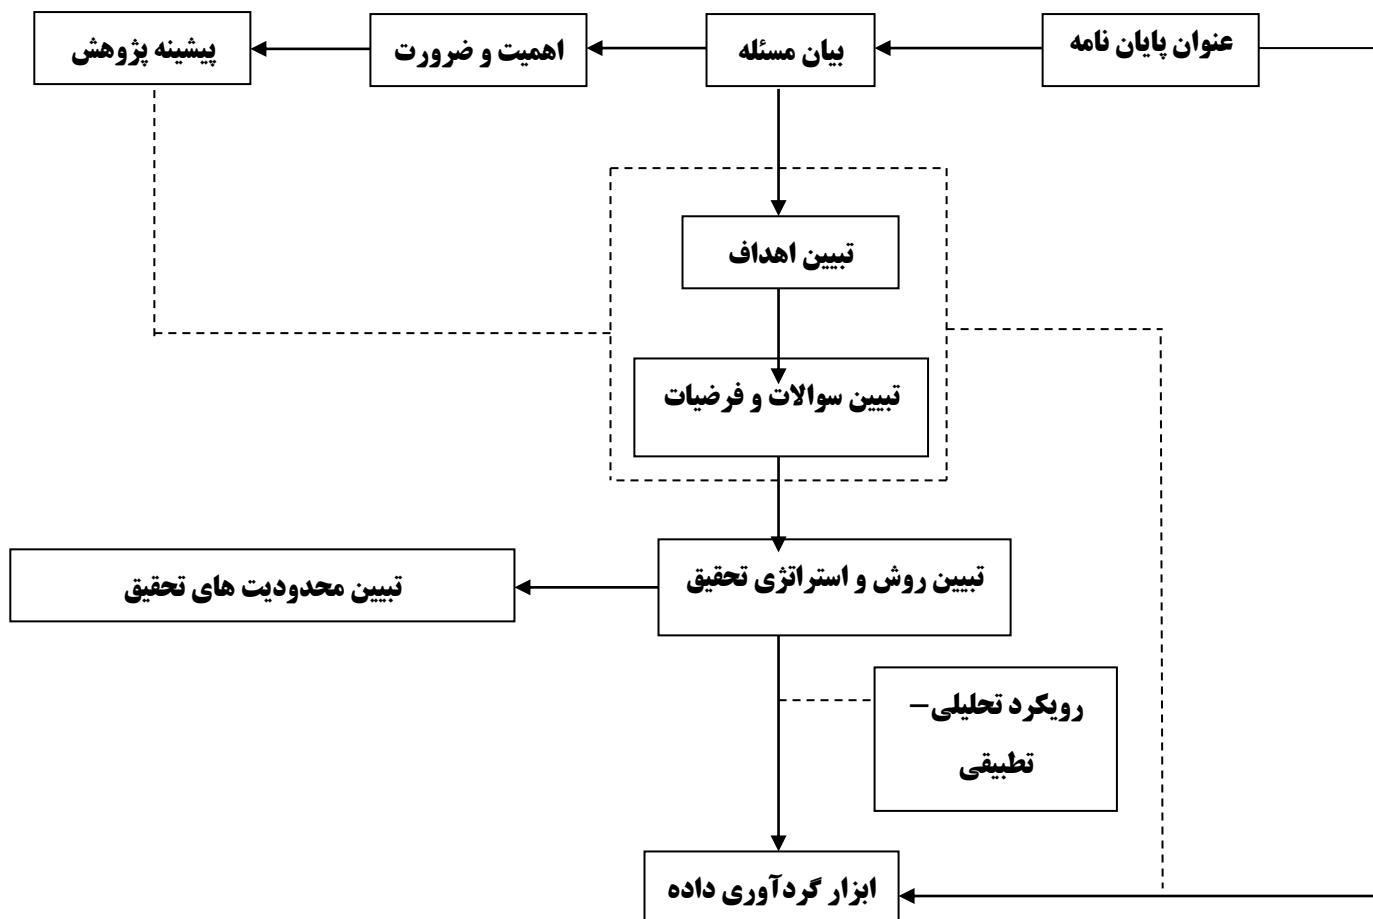 عنوان پایان نامه
بیان مسئله
اهمیت و ضرورت
پیشینه پژوهش
تبیین اهداف
تبیین سوالات و فرضیات
تبیین روش و استراتژی تحقیق
تبیین محدودیت های تحقیق
رویکرد تحلیلی–
تطبیقی
ابزار گردآوری داده